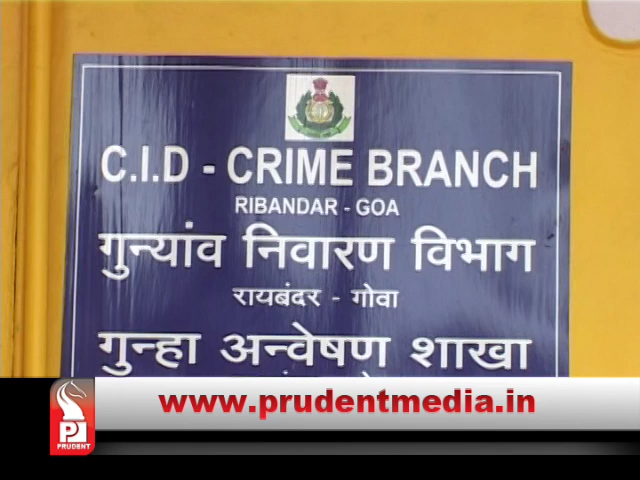 C.I.D - CRIME BRANCH
RIBANDAR - GOA
गुन्यांव निवारण विभाग
रायबंदर - गोवा
गुन्हा अन्वेषण शाखा
www.prudentmedia.in
P
PRUDENT